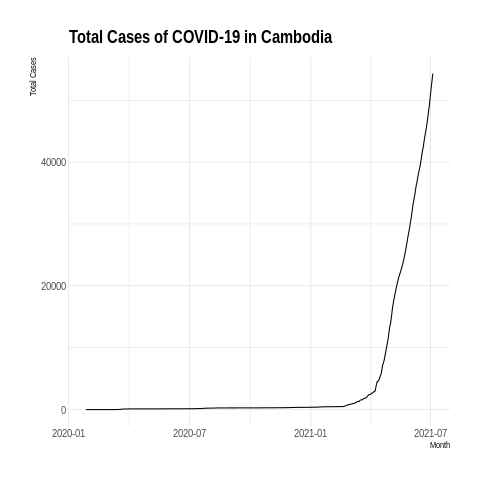 Total Cases of COVID-19 in Cambodia
Total Cases
40000
20000
0
2020-01 2020-07 2021-01 2021-07
Month